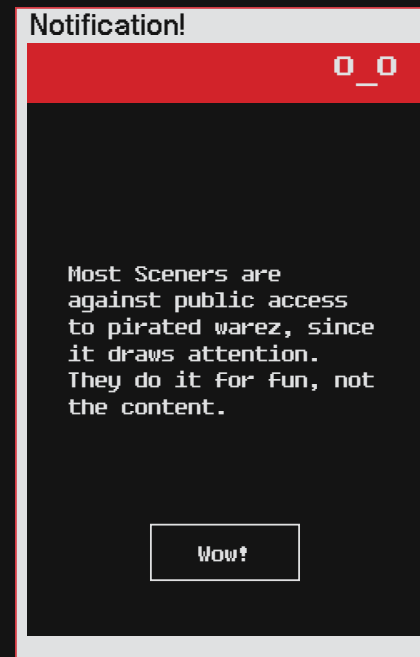 Notification!
O_O
Most Sceners are
against public access
to pirated warez, since
it draws attention.
They do it for fun, not
the content.
Wow!